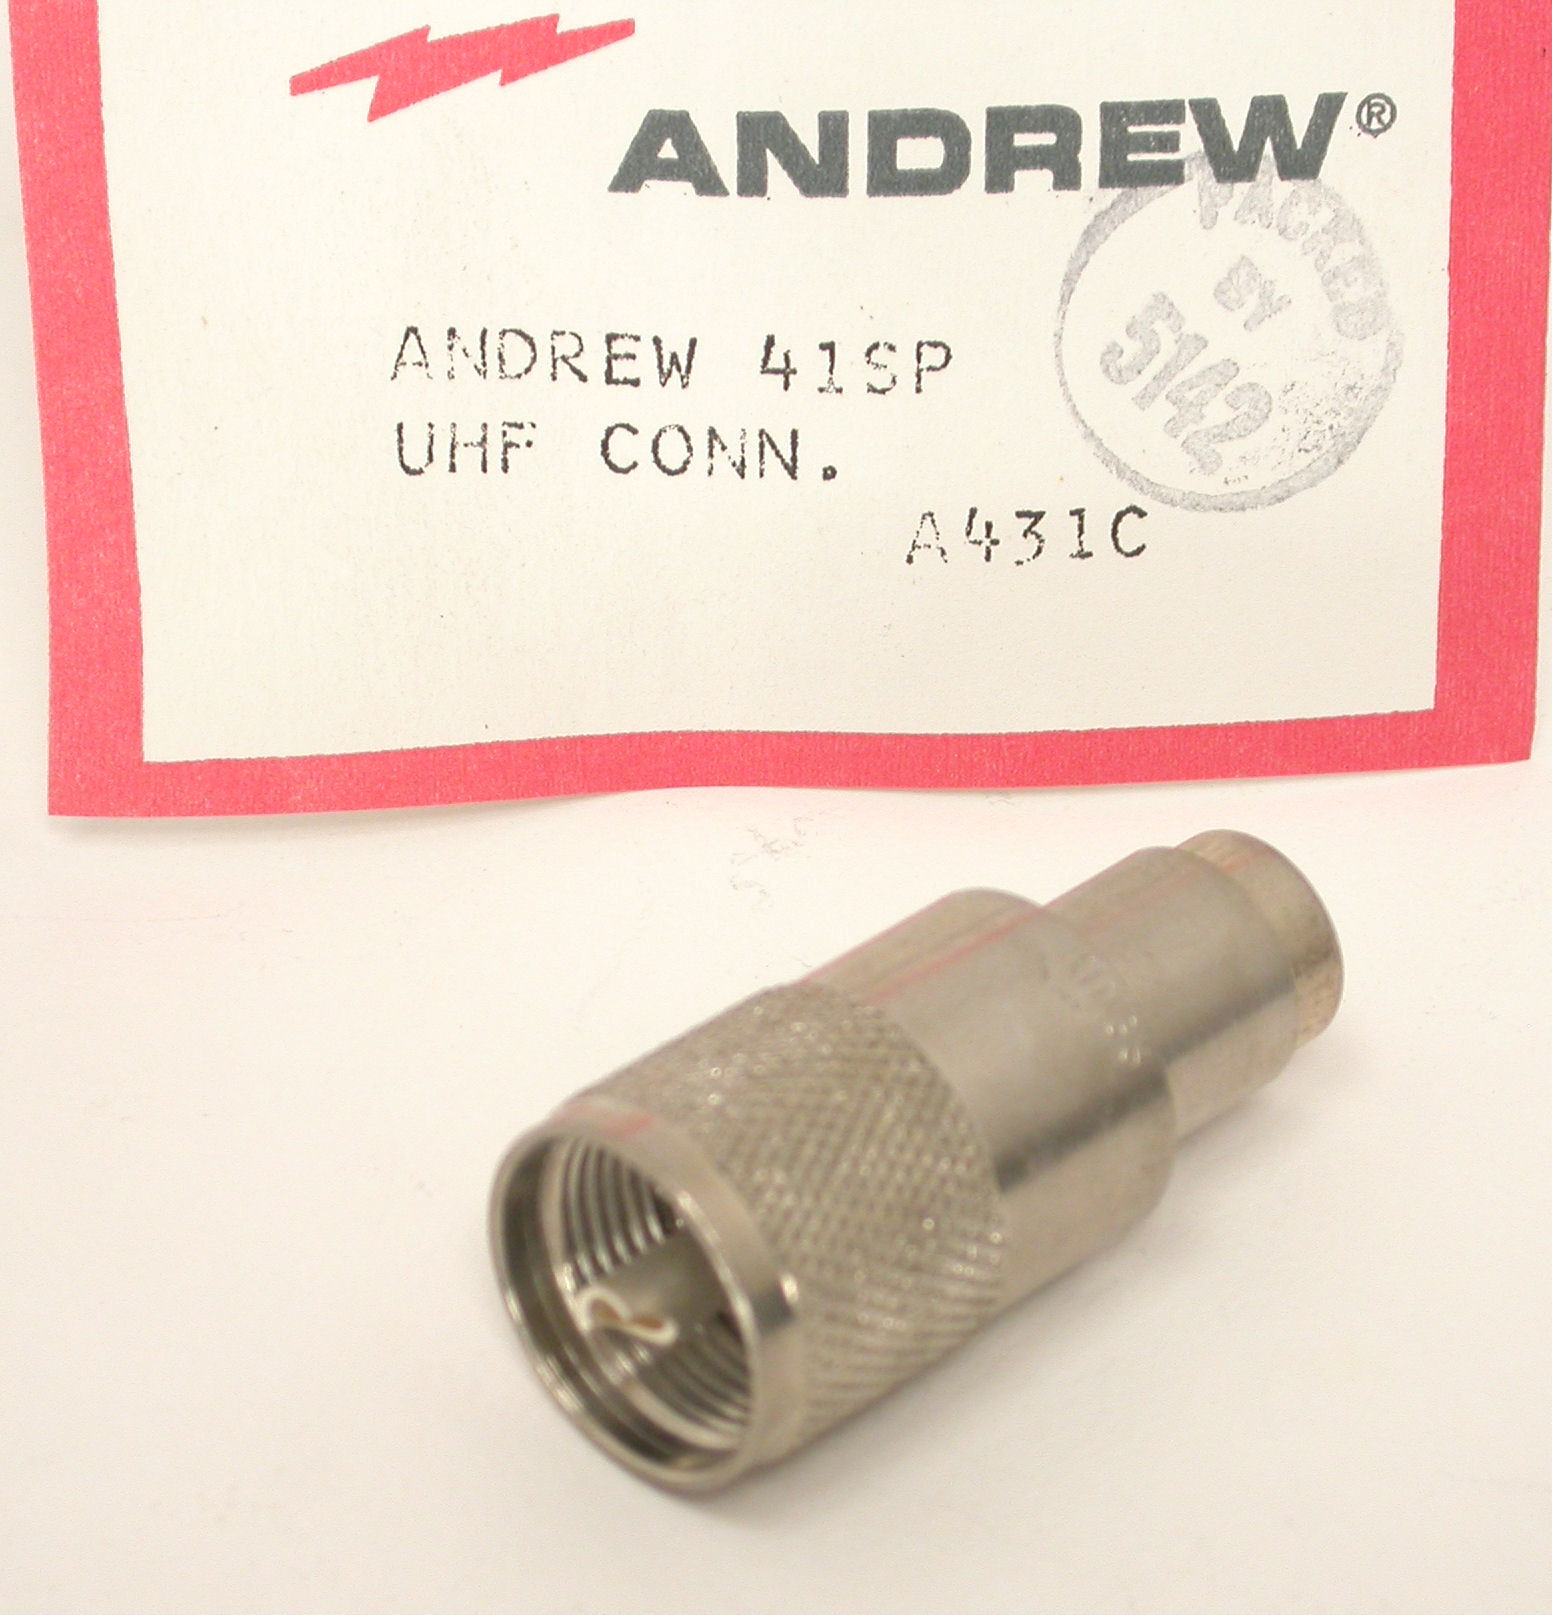 ANDREW®
PACKED
BY
5142
ANDREW 41SP
UHF CONN.
A431C